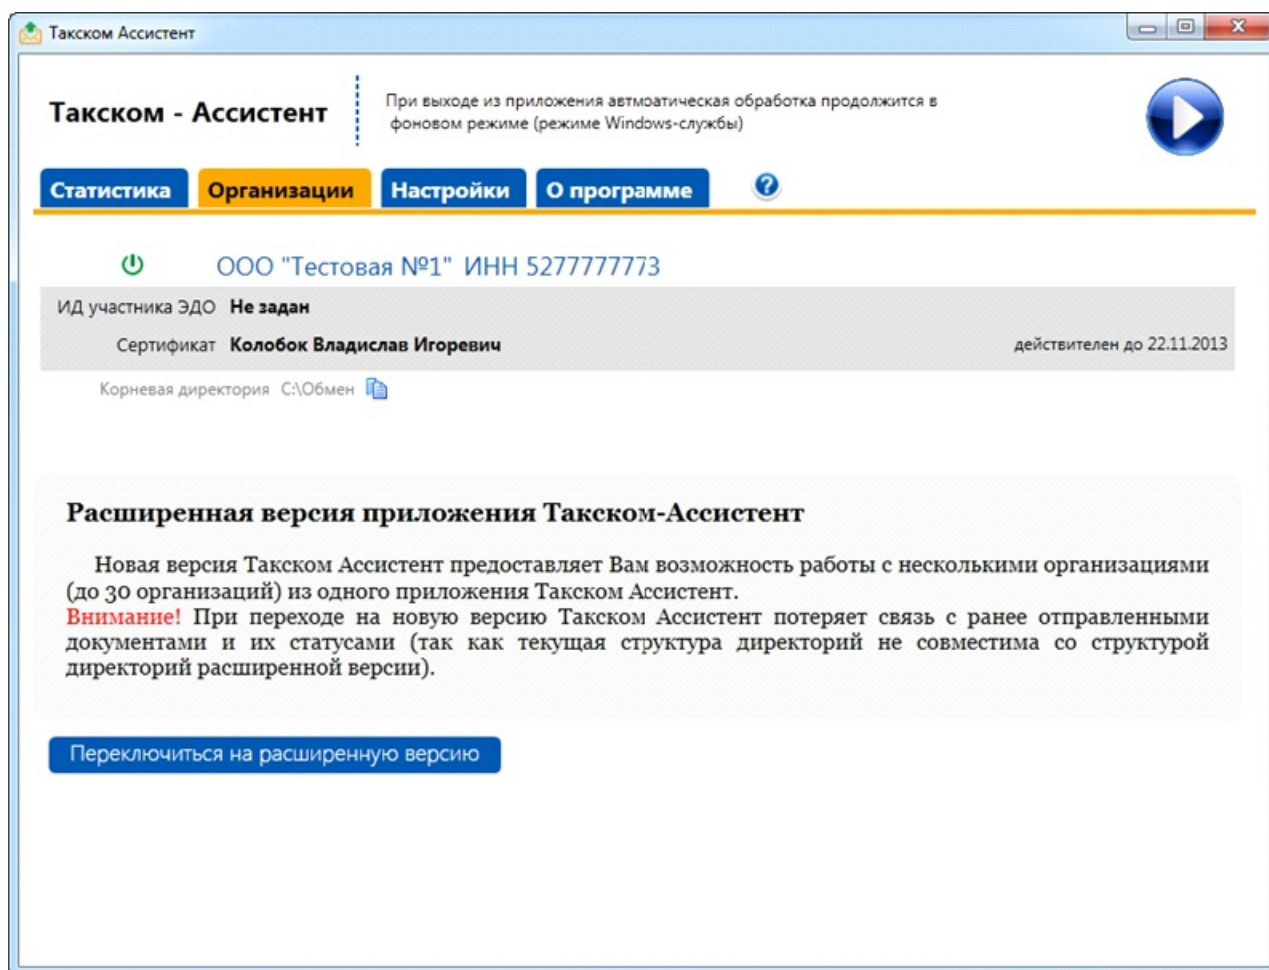 Такском Ассистент
Такском - Ассистент
При выходе из приложения автмоатическая обработка продолжится в
фоновом режиме (режиме Windows-службы)
Статистика Организации Настройки О программе ?
ООО "Тестовая №1" ИНН 5277777773
ИД участника ЭДО Не задан
Сертификат Колобок Владислав Игоревич действителен до 22.11.2013
Корневая директория C:\Обмен
Расширенная версия приложения Такском-Ассистент
Новая версия Такском Ассистент предоставляет Вам возможность работы с несколькими организациями
(до 30 организаций) из одного приложения Такском Ассистент.
Внимание! При переходе на новую версию Такском Ассистент потеряет связь с ранее отправленными
документами и их статусами (так как текущая структура директорий не совместима со структурой
директорий расширенной версии).
Переключиться на расширенную версию